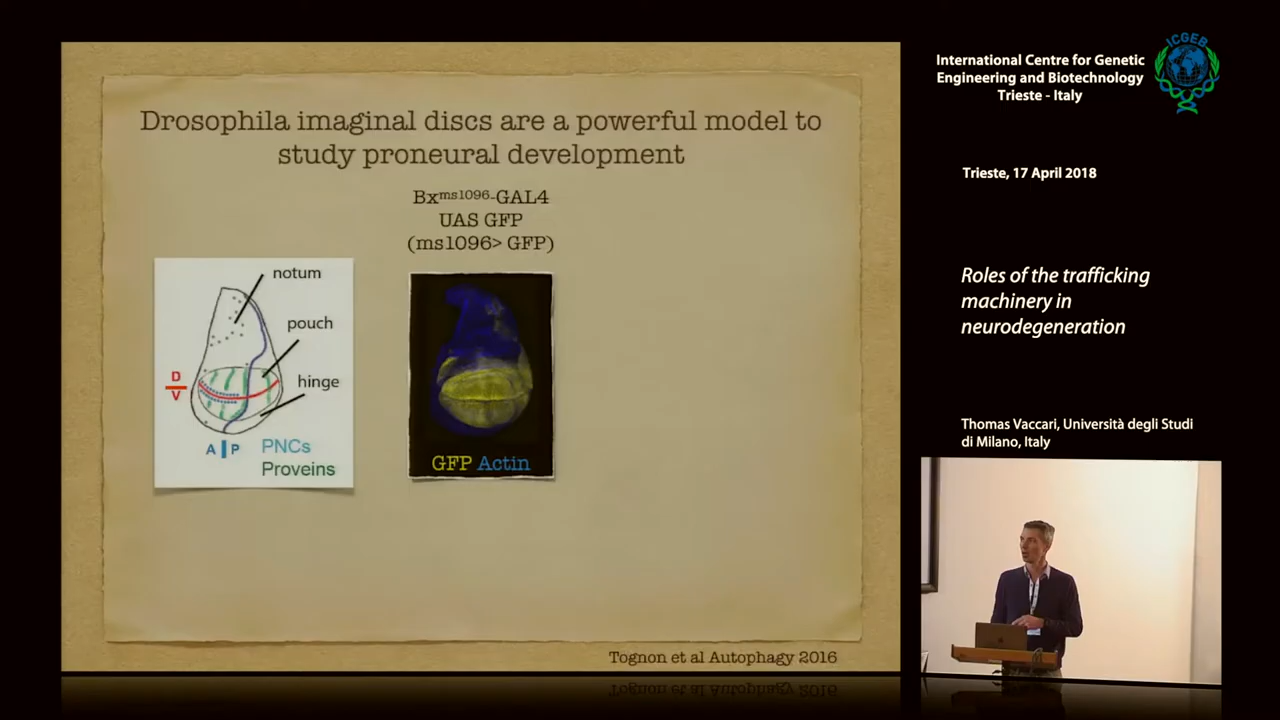 Drosophila imaginal discs are a powerful model to
study proneural development
Bxms1096-GAL4
UAS GFP
(ms1096> GFP)
notum
pouch
hinge
D
V
A P
PNCs
Proveins
GFP Actin
Tognon et al Autophagy 2016
International Centre for Genetic
Engineering and Biotechnology
Trieste - Italy
ICGEB
Trieste, 17 April 2018
Roles of the trafficking
machinery in
neurodegeneration
Thomas Vaccari, Università degli Studi
di Milano, Italy